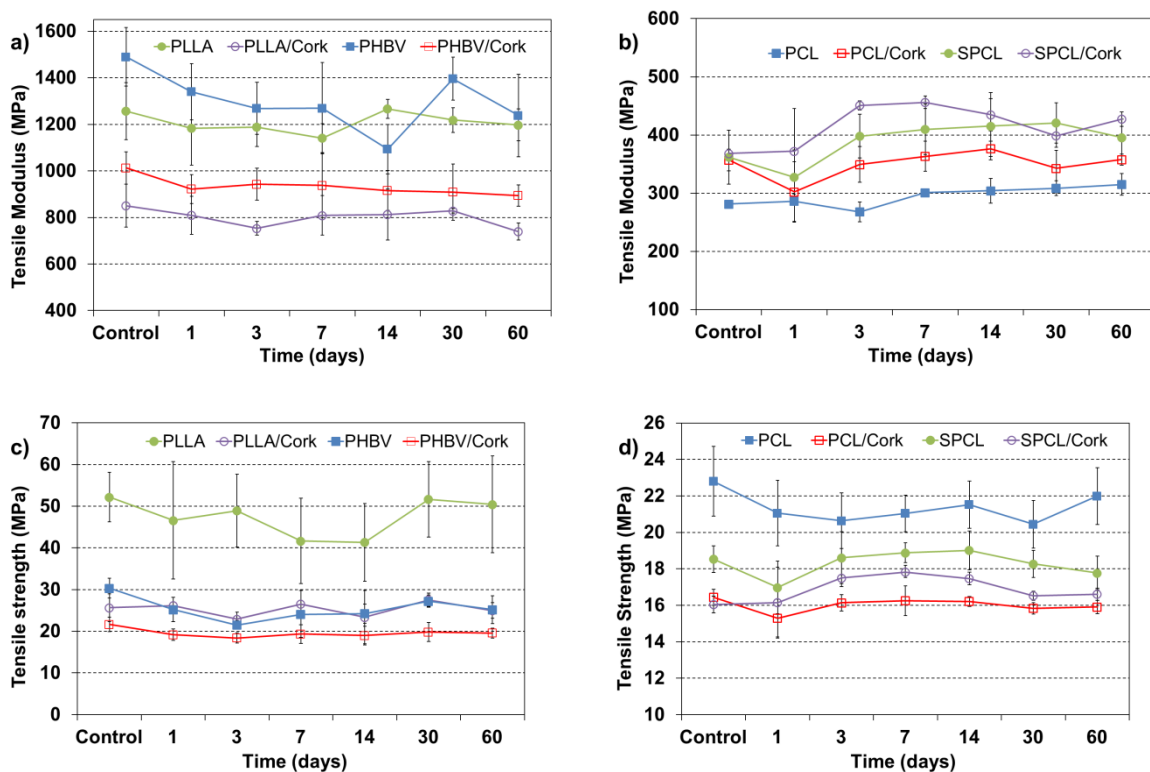 a)
PLLA PLLA/Cork PHBV PHBV/Cork
Tensile Modulus (MPa)
1600
1400
1200
1000
800
600
400
Control 1 3 7 14 30 60
Time (days)
b)
PCL PCL/Cork SPCL SPCL/Cork
Tensile Modulus (MPa)
600
500
400
300
200
100
Control 1 3 7 14 30 60
Time (days)
c)
PLLA PLLA/Cork PHBV PHBV/Cork
Tensile strength (MPa)
70
60
50
40
30
20
10
0
Control 1 3 7 14 30 60
Time (days)
d)
PCL PCL/Cork SPCL SPCL/Cork
Tensile Strength (MPa)
26
24
22
20
18
16
14
12
10
Control 1 3 7 14 30 60
Time (days)